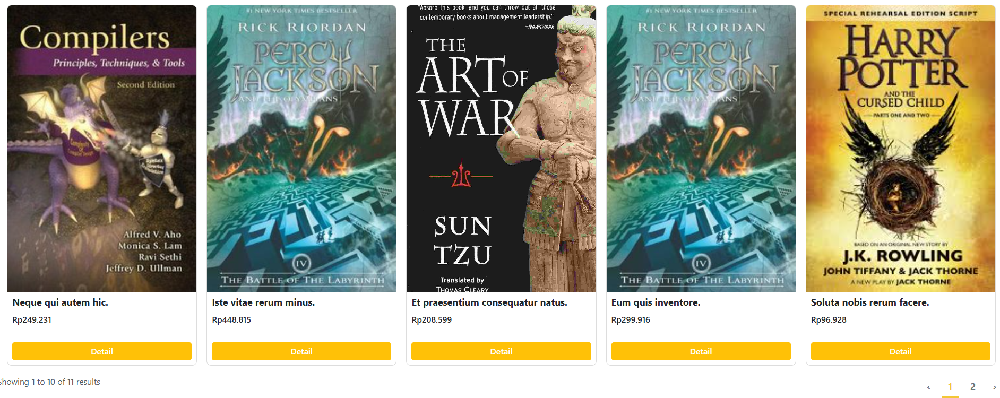 Compilers
Principles, Techniques, & Tools
Second Edition
Alfred V. Aho
Monica S. Lam
Ravi Sethi
Jeffrey D. Ullman
Neque qui autem hic.
Rp249.231
Detail
#1 NEW YORK TIMES BESTSELLER
RICK RIORDAN
PERCY
JACKSON
AND THE OLYMPIANS
IV
THE BATTLE OF THE LABYRINTH
Iste vitae rerum minus.
Rp448.815
Detail
"Absorb this book, and you can throw out all those
contemporary books about management leadership."
—Newsweek
THE
ART OF
WAR
SUN
TZU
Translated by
THOMAS CLEARY
Et praesentium consequatur natus.
Rp208.599
Detail
#1 NEW YORK TIMES BESTSELLER
RICK RIORDAN
PERCY
JACKSON
AND THE OLYMPIANS
IV
THE BATTLE OF THE LABYRINTH
Eum quis inventore.
Rp299.916
Detail
SPECIAL REHEARSAL EDITION SCRIPT
HARRY
POTTER
AND THE
CURSED CHILD
PARTS ONE AND TWO
BASED ON AN ORIGINAL NEW STORY BY
J.K. ROWLING
JOHN TIFFANY & JACK THORNE
A NEW PLAY BY JACK THORNE
Soluta nobis rerum facere.
Rp96.928
Detail
Showing 1 to 10 of 11 results
‹ 1 2 ›